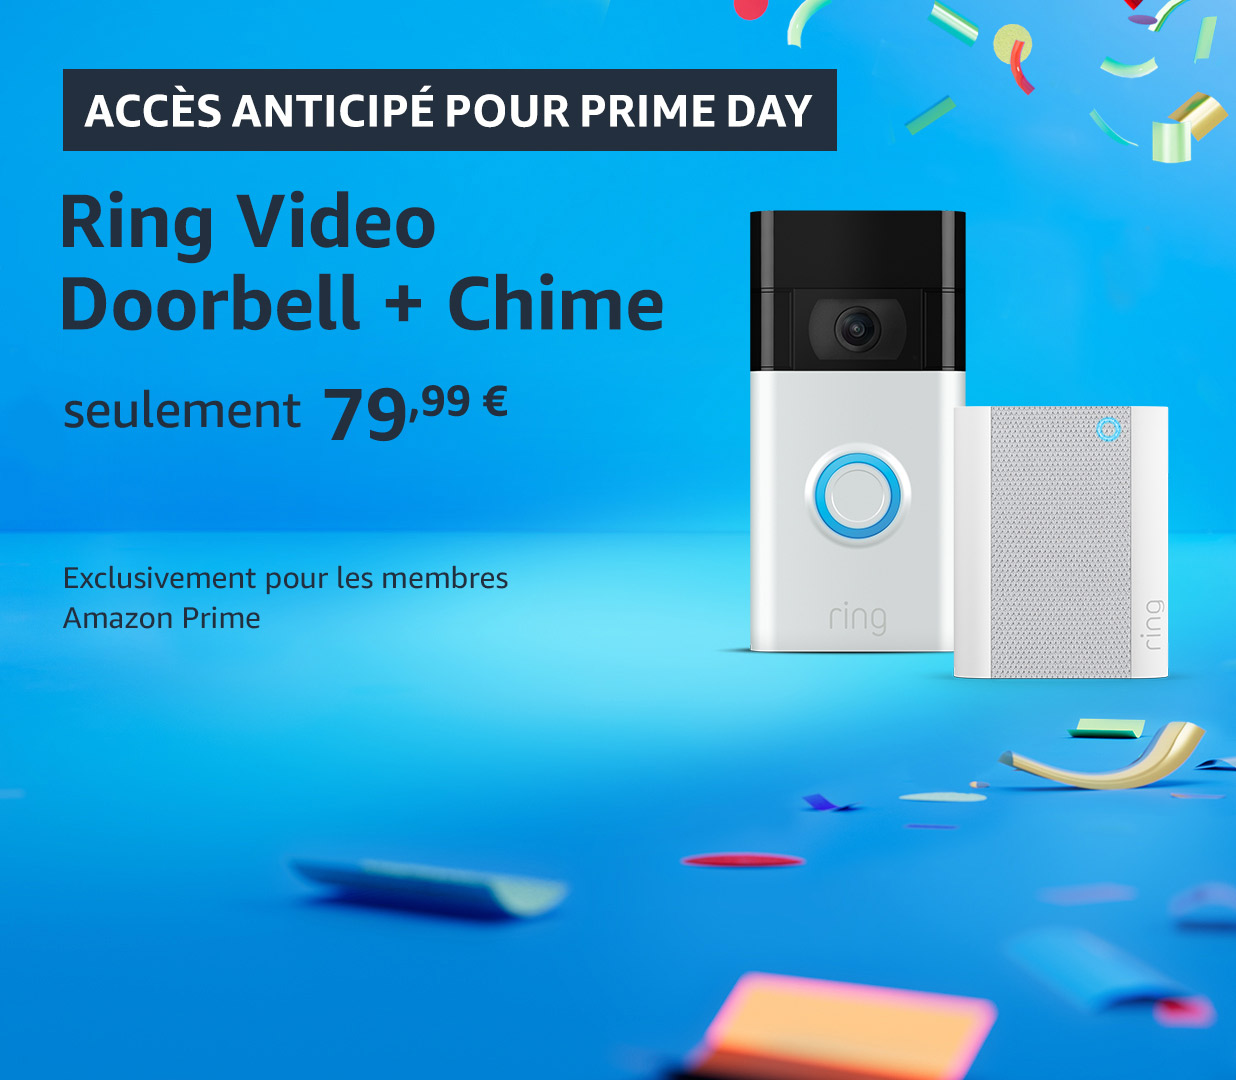 ACCÈS ANTICIPÉ POUR PRIME DAY
Ring Video
Doorbell + Chime
seulement 79,99 €
Exclusivement pour les membres
Amazon Prime
ring
ring